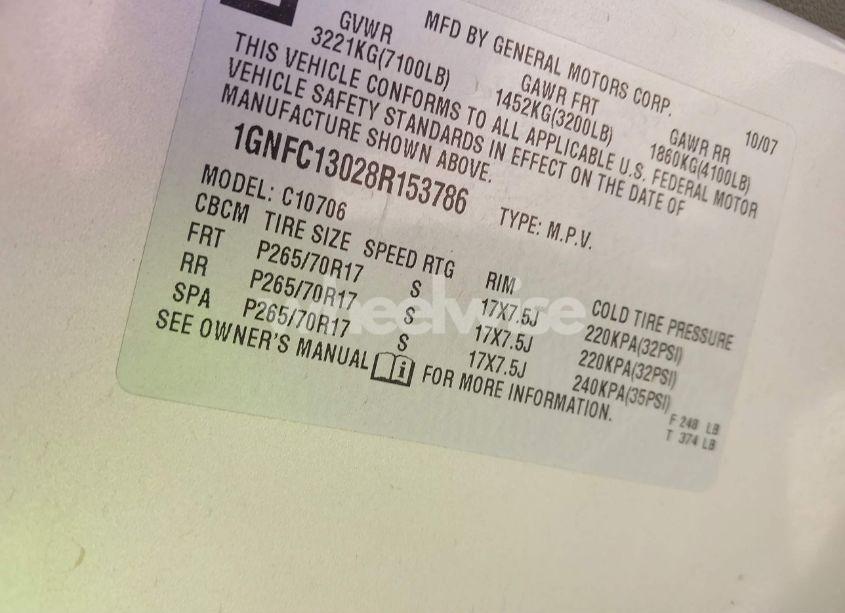 MFD BY GENERAL MOTORS CORP. 10/07
GVWR GAWR FRT GAWR RR
3221KG(7100LB) 1452KG(3200LB) 1860KG(4100LB)
THIS VEHICLE CONFORMS TO ALL APPLICABLE U.S. FEDERAL MOTOR
VEHICLE SAFETY STANDARDS IN EFFECT ON THE DATE OF
MANUFACTURE SHOWN ABOVE.
1GNFC13028R153786 TYPE: M.P.V.
MODEL: C10706
CBCM TIRE SIZE SPEED RTG RIM COLD TIRE PRESSURE
FRT P265/70R17 S 17X7.5J 220KPA(32PSI)
RR P265/70R17 S 17X7.5J 220KPA(32PSI)
SPA P265/70R17 S 17X7.5J 240KPA(35PSI)
SEE OWNER'S MANUAL i FOR MORE INFORMATION.
F 248 LB
T 374 LB
wheelwise